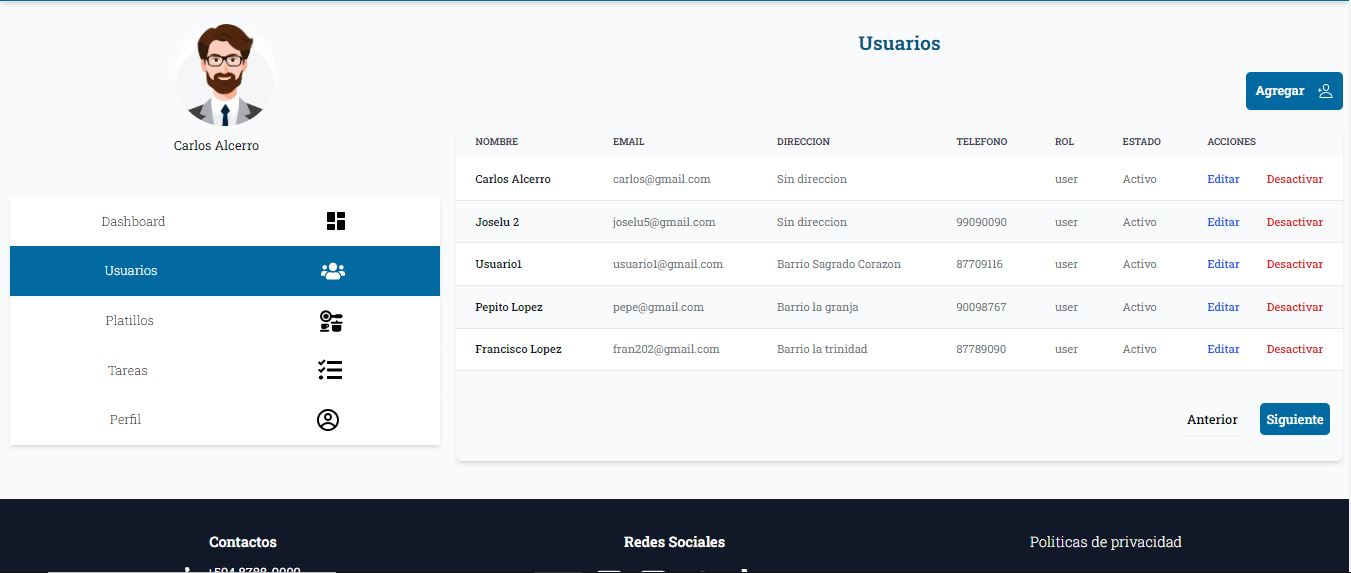 Usuarios
Agregar
Carlos Alcerro
Dashboard
Usuarios
Platillos
Tareas
Perfil
NOMBRE EMAIL DIRECCION TELEFONO ROL ESTADO ACCIONES
Carlos Alcerro carlos@gmail.com Sin direccion user Activo Editar Desactivar
Joselu 2 joselu5@gmail.com Sin direccion 99090090 user Activo Editar Desactivar
Usuario1 usuario1@gmail.com Barrio Sagrado Corazon 87709116 user Activo Editar Desactivar
Pepito Lopez pepe@gmail.com Barrio la granja 90098767 user Activo Editar Desactivar
Francisco Lopez fran202@gmail.com Barrio la trinidad 87789090 user Activo Editar Desactivar
Anterior Siguiente
Contactos Redes Sociales Politicas de privacidad